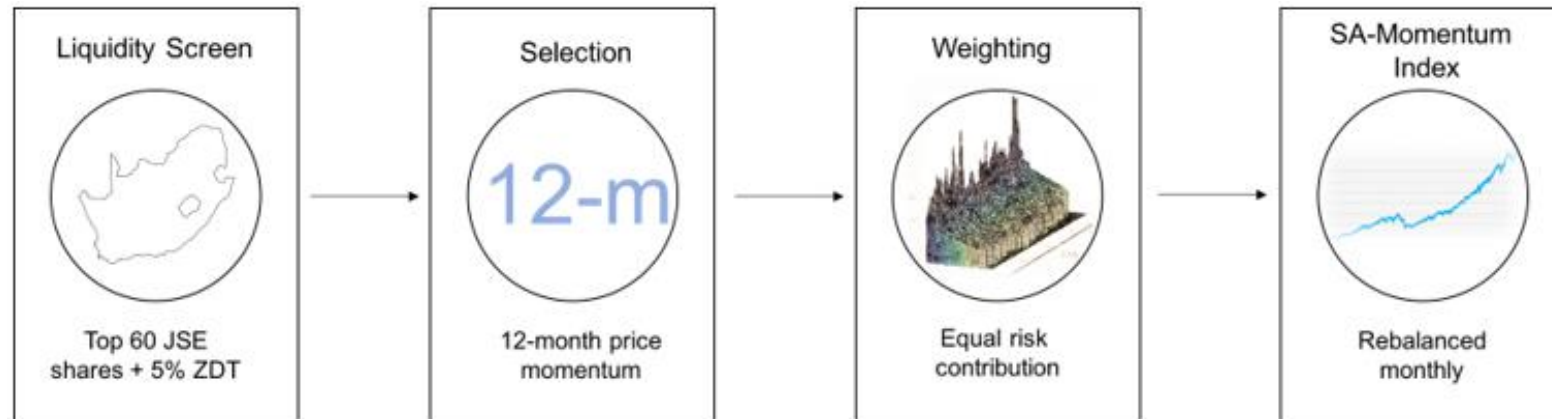 Liquidity Screen
Top 60 JSE
shares + 5% ZDT
Selection
12-m
12-month price
momentum
Weighting
Equal risk
contribution
SA-Momentum
Index
Rebalanced
monthly